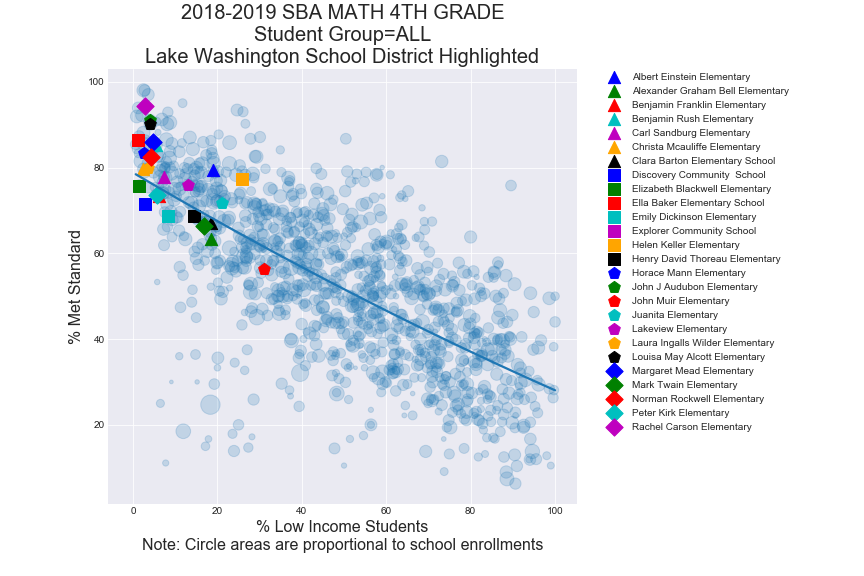 2018-2019 SBA MATH 4TH GRADE
Student Group=ALL
Lake Washington School District Highlighted
% Met Standard
100
80
60
40
20
0 20 40 60 80 100
% Low Income Students
Note: Circle areas are proportional to school enrollments
Albert Einstein Elementary
Alexander Graham Bell Elementary
Benjamin Franklin Elementary
Benjamin Rush Elementary
Carl Sandburg Elementary
Christa Mcauliffe Elementary
Clara Barton Elementary School
Discovery Community  School
Elizabeth Blackwell Elementary
Ella Baker Elementary School
Emily Dickinson Elementary
Explorer Community School
Helen Keller Elementary
Henry David Thoreau Elementary
Horace Mann Elementary
John J Audubon Elementary
John Muir Elementary
Juanita Elementary
Lakeview Elementary
Laura Ingalls Wilder Elementary
Louisa May Alcott Elementary
Margaret Mead Elementary
Mark Twain Elementary
Norman Rockwell Elementary
Peter Kirk Elementary
Rachel Carson Elementary